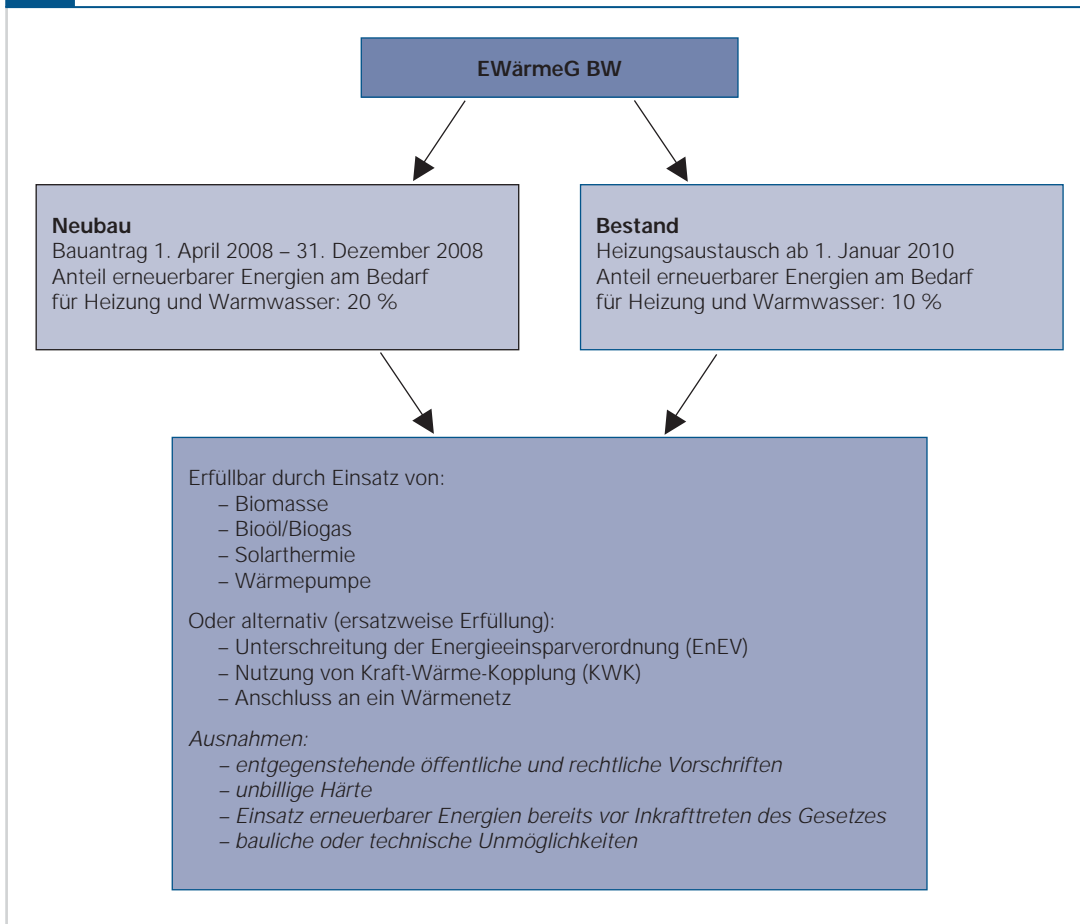 EWärmeG BW
Neubau
Bauantrag 1. April 2008 – 31. Dezember 2008
Anteil erneuerbarer Energien am Bedarf
für Heizung und Warmwasser: 20 %
Bestand
Heizungsaustausch ab 1. Januar 2010
Anteil erneuerbarer Energien am Bedarf
für Heizung und Warmwasser: 10 %
Erfüllbar durch Einsatz von:
– Biomasse
– Bioöl/Biogas
– Solarthermie
– Wärmepumpe
Oder alternativ (ersatzweise Erfüllung):
– Unterschreitung der Energieeinsparverordnung (EnEV)
– Nutzung von Kraft-Wärme-Kopplung (KWK)
– Anschluss an ein Wärmenetz
Ausnahmen:
– entgegenstehende öffentliche und rechtliche Vorschriften
– unbillige Härte
– Einsatz erneuerbarer Energien bereits vor Inkrafttreten des Gesetzes
– bauliche oder technische Unmöglichkeiten